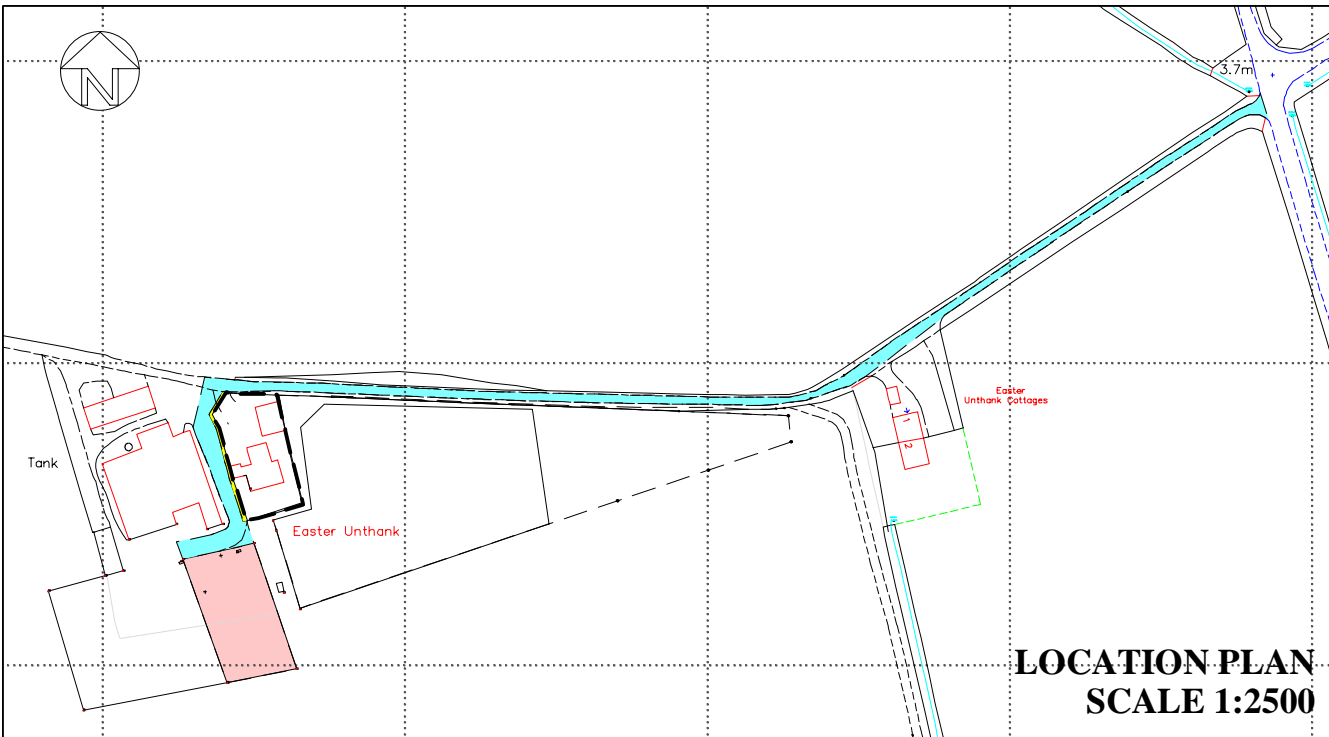 N
3.7m
Easter
Unthank Cottages
1
2
Tank
Easter Unthank
LOCATION PLAN
SCALE 1:2500